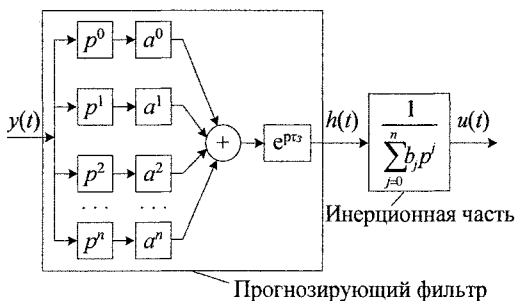 p⁰ a⁰
p¹ a¹
y(t) + e^pτ₃ h(t) 1 u(t)
∑ b_j p^j
n
j=0
p² a²
... ...
pⁿ aⁿ
Инерционная часть
Прогнозирующий фильтр